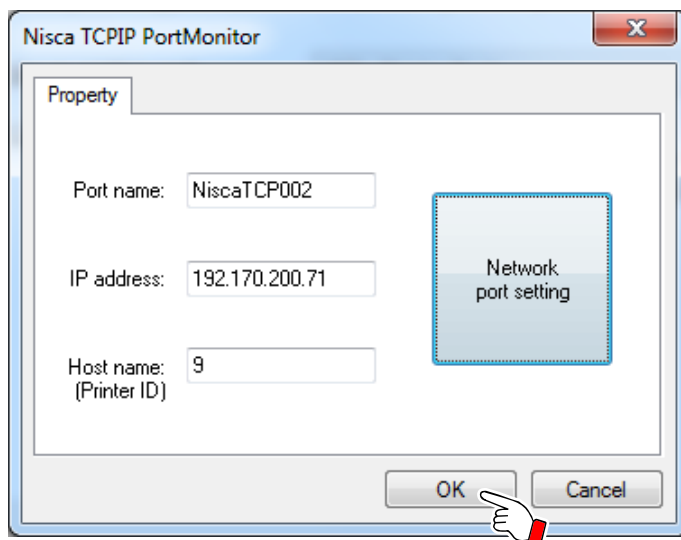 Nisca TCPIP PortMonitor
Property
Port name: NiscaTCP002
IP address: 192.170.200.71
Host name: 9
(Printer ID)
Network
port setting
OK Cancel